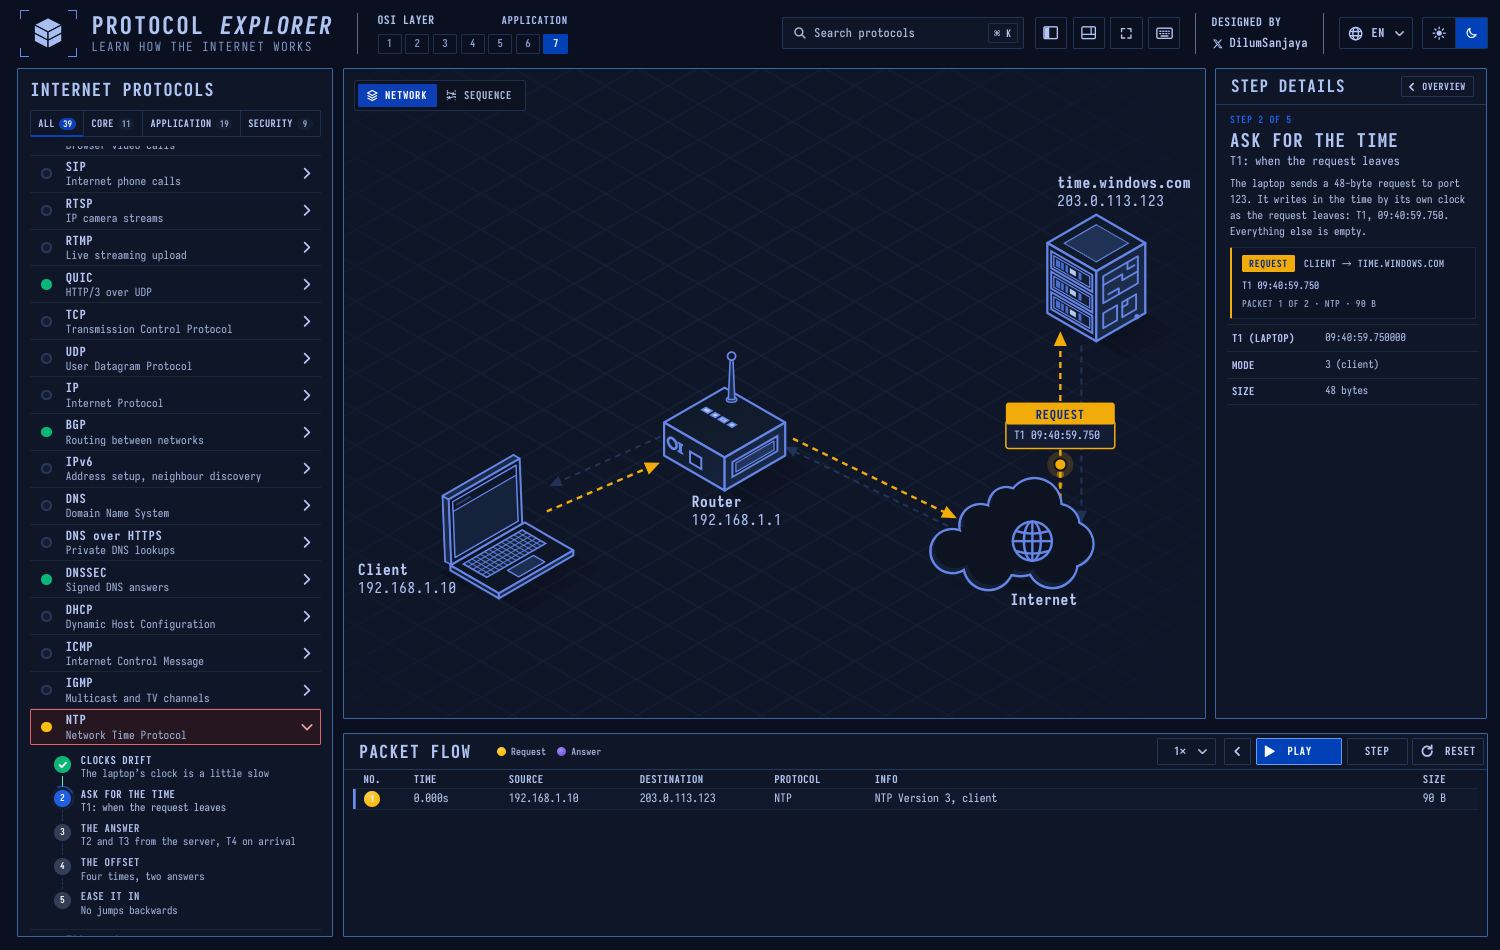 PROTOCOL EXPLORER
LEARN HOW THE INTERNET WORKS
OSI LAYER APPLICATION
1 2 3 4 5 6 7
Search protocols ⌘ K
DESIGNED BY
X DilumSanjaya
EN
INTERNET PROTOCOLS
ALL 39 CORE 11 APPLICATION 19 SECURITY 9
Browser video calls
SIP
Internet phone calls
RTSP
IP camera streams
RTMP
Live streaming upload
QUIC
HTTP/3 over UDP
TCP
Transmission Control Protocol
UDP
User Datagram Protocol
IP
Internet Protocol
BGP
Routing between networks
IPv6
Address setup, neighbour discovery
DNS
Domain Name System
DNS over HTTPS
Private DNS lookups
DNSSEC
Signed DNS answers
DHCP
Dynamic Host Configuration
ICMP
Internet Control Message
IGMP
Multicast and TV channels
NTP
Network Time Protocol
CLOCKS DRIFT
The laptop's clock is a little slow
2 ASK FOR THE TIME
T1: when the request leaves
3 THE ANSWER
T2 and T3 from the server, T4 on arrival
4 THE OFFSET
Four times, two answers
5 EASE IT IN
No jumps backwards
NETWORK SEQUENCE
time.windows.com
203.0.113.123
REQUEST
T1 09:40:59.750
Router
192.168.1.1
Client
192.168.1.10
Internet
STEP DETAILS OVERVIEW
STEP 2 OF 5
ASK FOR THE TIME
T1: when the request leaves
The laptop sends a 48-byte request to port
123. It writes in the time by its own clock
as the request leaves: T1, 09:40:59.750.
Everything else is empty.
REQUEST CLIENT → TIME.WINDOWS.COM
T1 09:40:59.750
PACKET 1 OF 2 · NTP · 90 B
T1 (LAPTOP) 09:40:59.750000
MODE 3 (client)
SIZE 48 bytes
PACKET FLOW Request Answer 1× PLAY STEP RESET
NO. TIME SOURCE DESTINATION PROTOCOL INFO SIZE
1 0.000s 192.168.1.10 203.0.113.123 NTP NTP Version 3, client 90 B